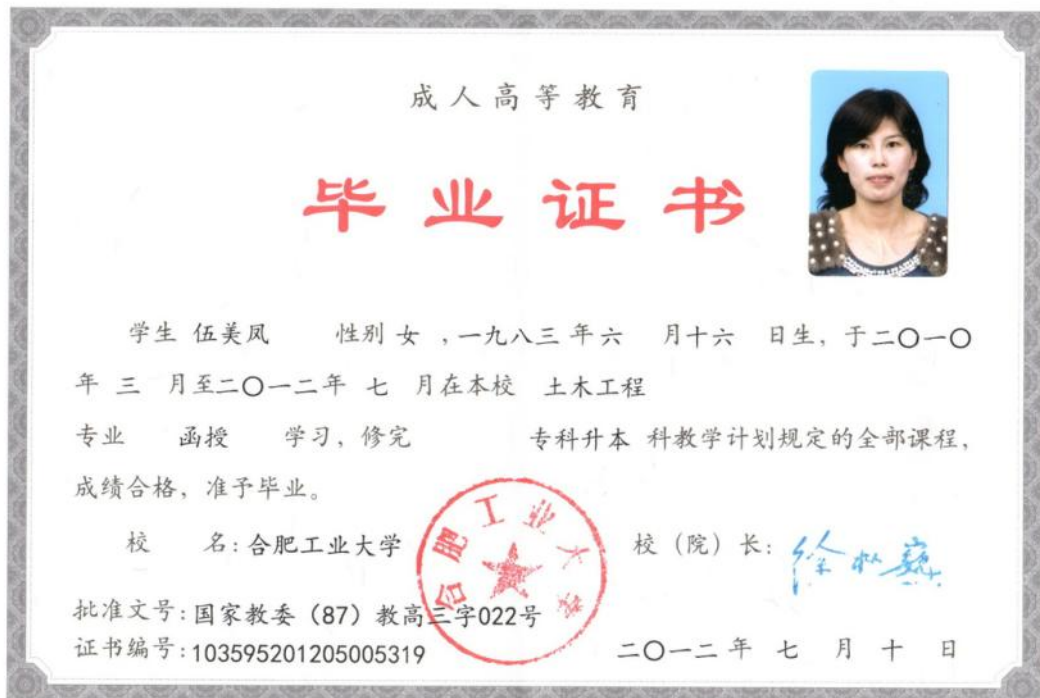 成人高等教育
毕业证书
学生 伍美凤 性别 女 ,一九八三 年 六 月十六 日生, 于二〇一〇
年 三 月至二〇一二年 七 月在本校 土木工程
专业 函授 学习, 修完 专科升本 科教学计划规定的全部课程,
成绩合格, 准予毕业。
校 名: 合肥工业大学 校（院）长:
合肥工业大学
批准文号: 国家教委（87）教高三字022号
证书编号: 103595201205005319 二〇一二 年 七 月 十 日